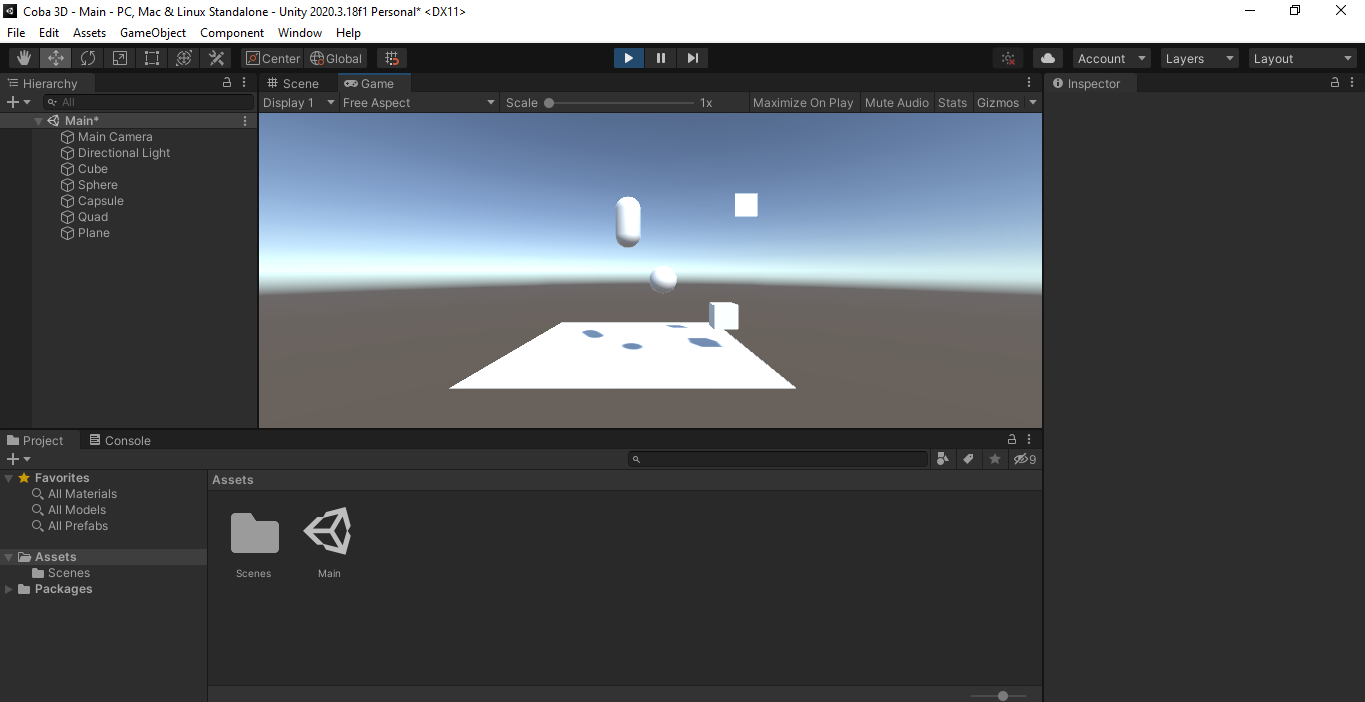 Coba 3D - Main - PC, Mac & Linux Standalone - Unity 2020.3.18f1 Personal* <DX11>
File Edit Assets GameObject Component Window Help
Center Global Account Layers Layout
Hierarchy Scene Game Inspector
All Display 1 Free Aspect Scale 1x Maximize On Play Mute Audio Stats Gizmos
Main*
Main Camera
Directional Light
Cube
Sphere
Capsule
Quad
Plane
Project Console
9
Favorites Assets
All Materials
All Models
All Prefabs
Assets
Scenes
Packages
Scenes Main